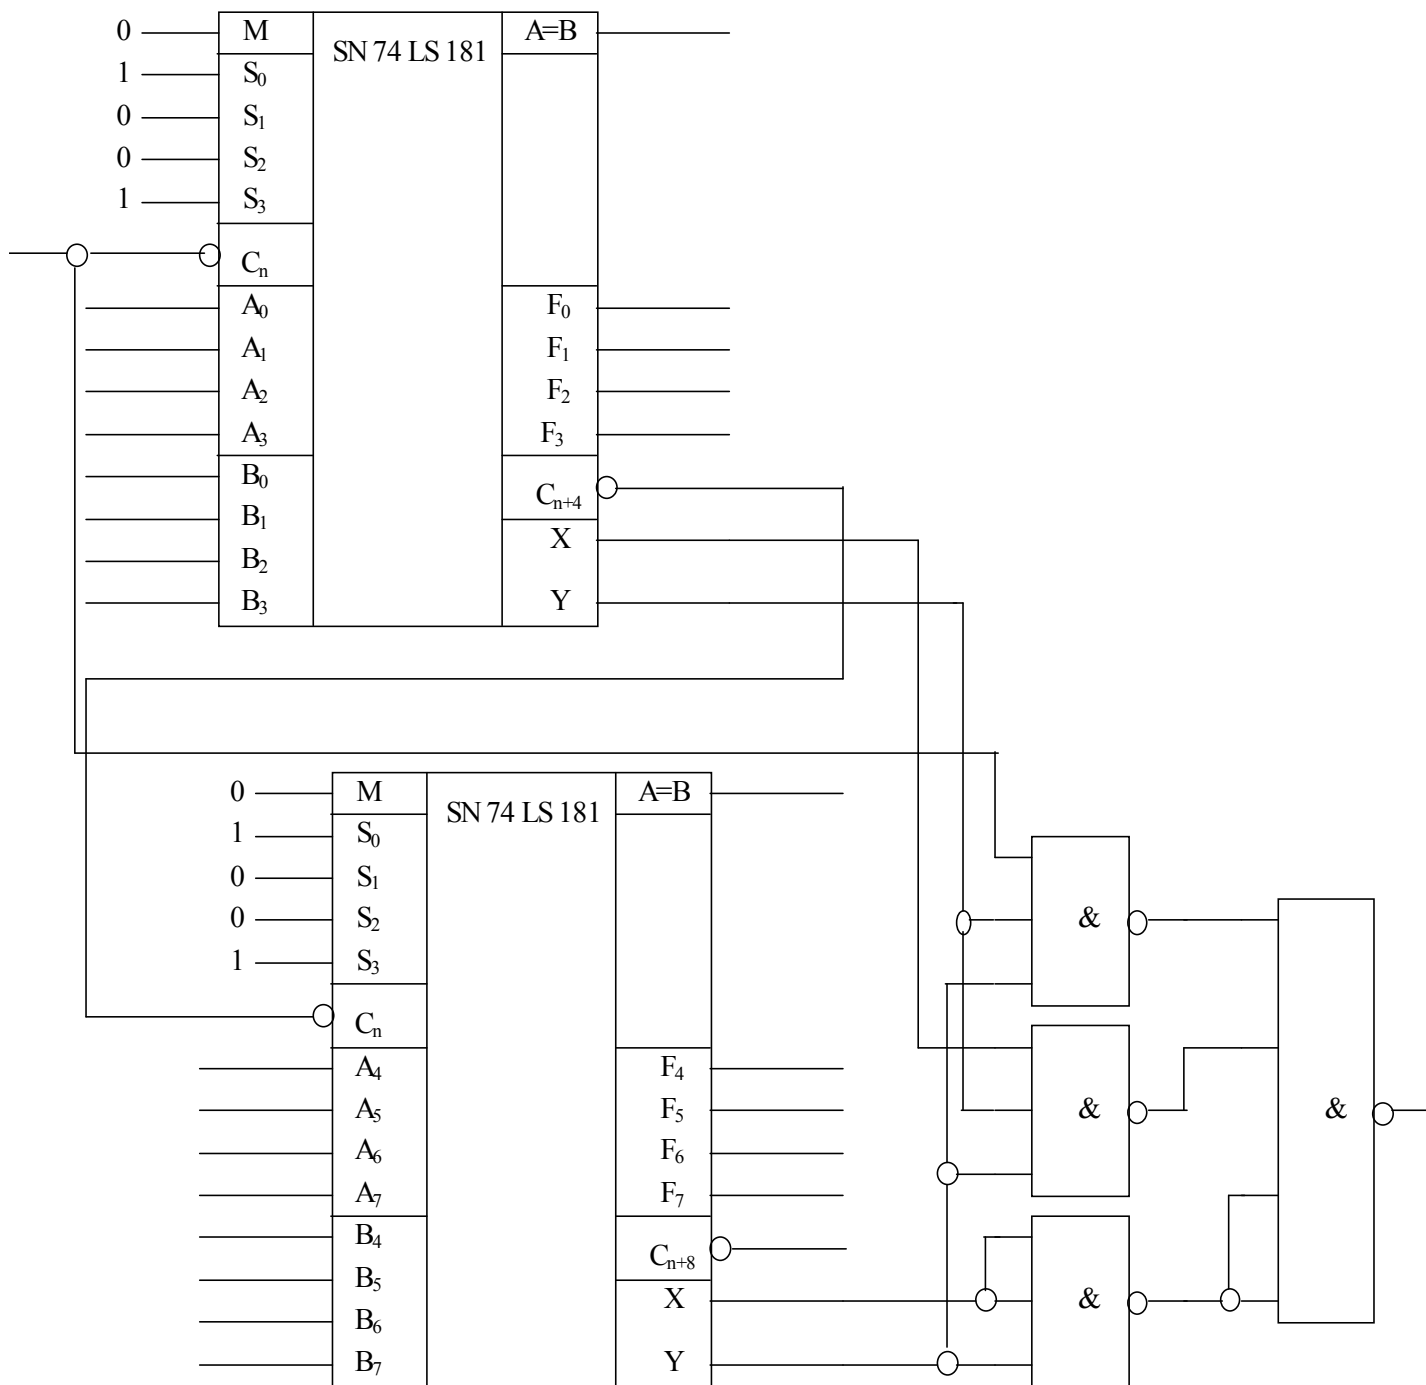 0 M SN 74 LS 181 A=B
1 S0
0 S1
0 S2
1 S3
Cn
A0 F0
A1 F1
A2 F2
A3 F3
B0
Cn+4
B1
X
B2
B3 Y
0 M SN 74 LS 181 A=B
1 S0
0 S1
0 S2 &
1 S3
Cn
A4 F4
A5 F5 & &
A6 F6
A7 F7
B4
Cn+8
B5
X &
B6
B7 Y